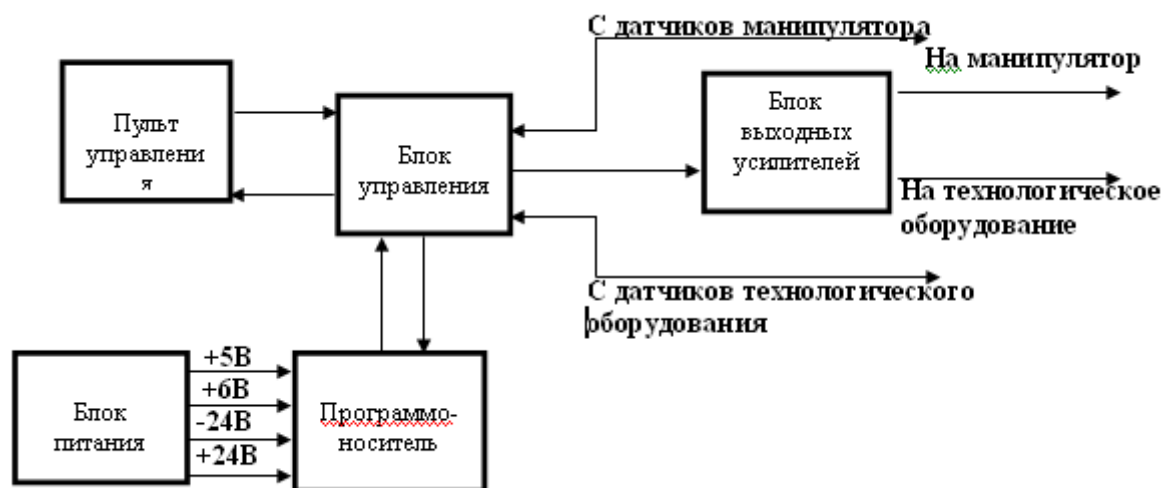 С датчиков манипулятора
На манипулятор
Пульт
управлени
я
Блок
управления
Блок
выходных
усилителей
На технологическое
оборудование
С датчиков технологического
оборудования
Блок
питания
+5В
+6В
-24В
+24В
Программо-
носитель